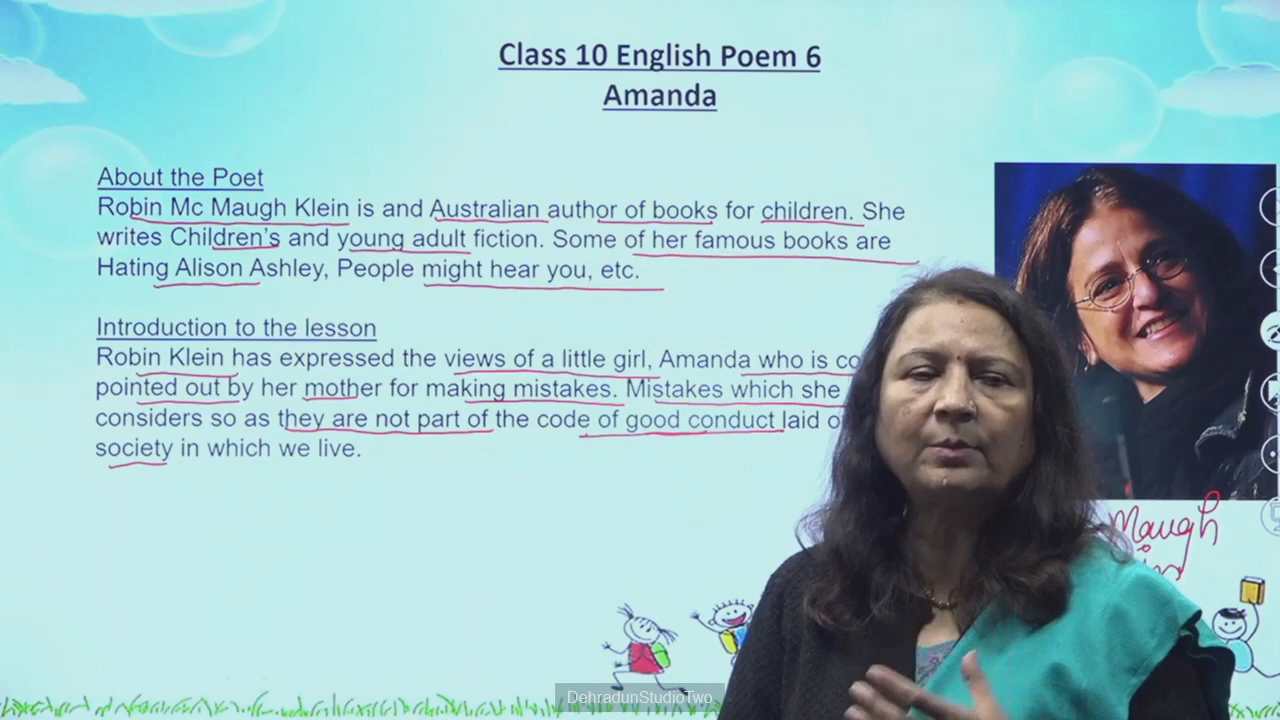 Class 10 English Poem 6
Amanda
About the Poet
Robin Mc Maugh Klein is and Australian author of books for children. She
writes Children's and young adult fiction. Some of her famous books are
Hating Alison Ashley, People might hear you, etc.
Introduction to the lesson
Robin Klein has expressed the views of a little girl, Amanda who is co
pointed out by her mother for making mistakes. Mistakes which she
considers so as they are not part of the code of good conduct laid o
society in which we live.
Maugh
DehradunStudioTwo